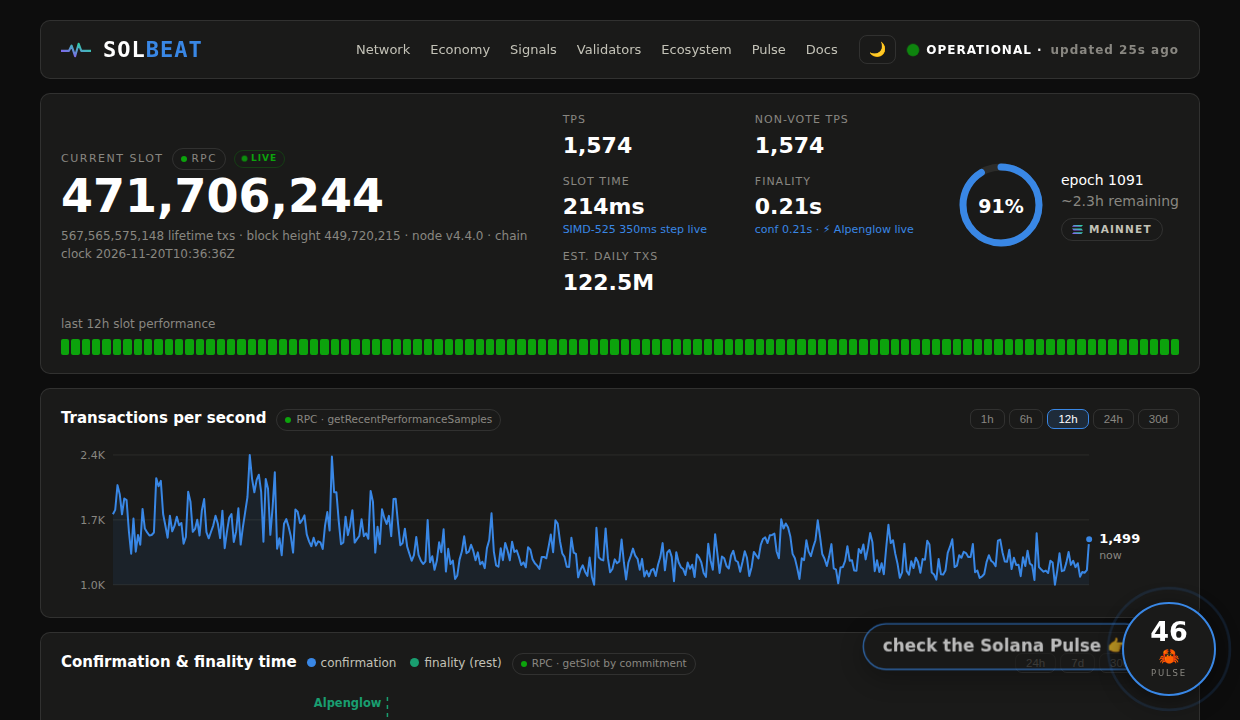 SOLBEAT
Network Economy Signals Validators Ecosystem Pulse Docs
OPERATIONAL · updated 25s ago
CURRENT SLOT RPC LIVE
471,706,244
567,565,575,148 lifetime txs · block height 449,720,215 · node v4.4.0 · chain
clock 2026-11-20T10:36:36Z
TPS
1,574
NON-VOTE TPS
1,574
SLOT TIME
214ms
SIMD-525 350ms step live
FINALITY
0.21s
conf 0.21s · ⚡ Alpenglow live
EST. DAILY TXS
122.5M
91%
epoch 1091
~2.3h remaining
MAINNET
last 12h slot performance
Transactions per second RPC · getRecentPerformanceSamples
1h 6h 12h 24h 30d
2.4K
1.7K
1.0K
1,499
now
Confirmation & finality time confirmation finality (rest) RPC · getSlot by commitment
24h 7d 30d
Alpenglow
check the Solana Pulse 👉
46
🦀
PULSE